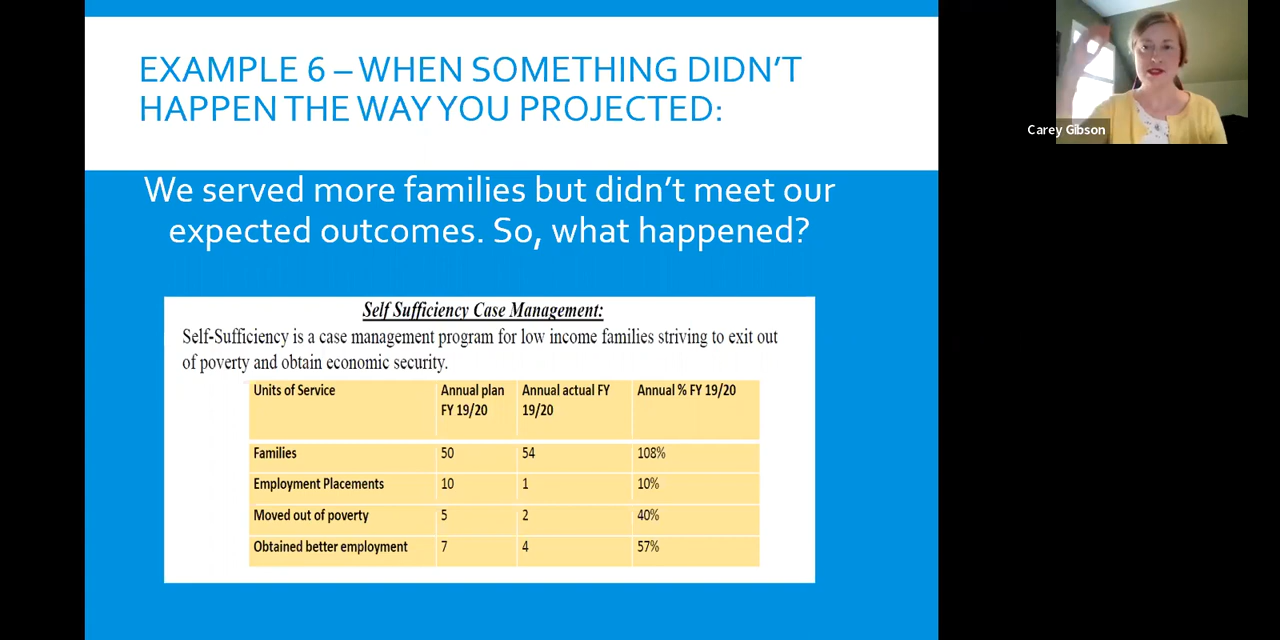 EXAMPLE 6 – WHEN SOMETHING DIDN'T
HAPPEN THE WAY YOU PROJECTED:
Carey Gibson
We served more families but didn't meet our
expected outcomes. So, what happened?
Self Sufficiency Case Management:
Self-Sufficiency is a case management program for low income families striving to exit out
of poverty and obtain economic security.
Units of Service Annual plan FY 19/20 Annual actual FY 19/20 Annual % FY 19/20
Families 50 54 108%
Employment Placements 10 1 10%
Moved out of poverty 5 2 40%
Obtained better employment 7 4 57%